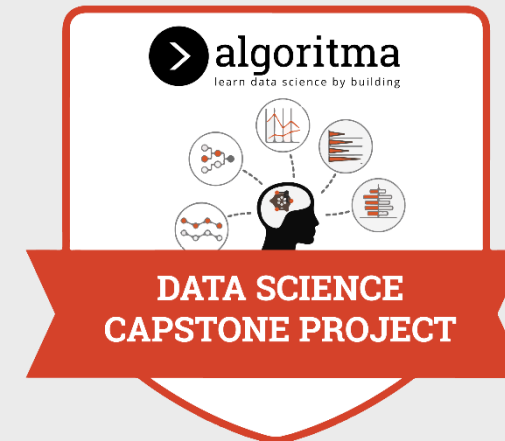 algoritma
learn data science by building
DATA SCIENCE
CAPSTONE PROJECT